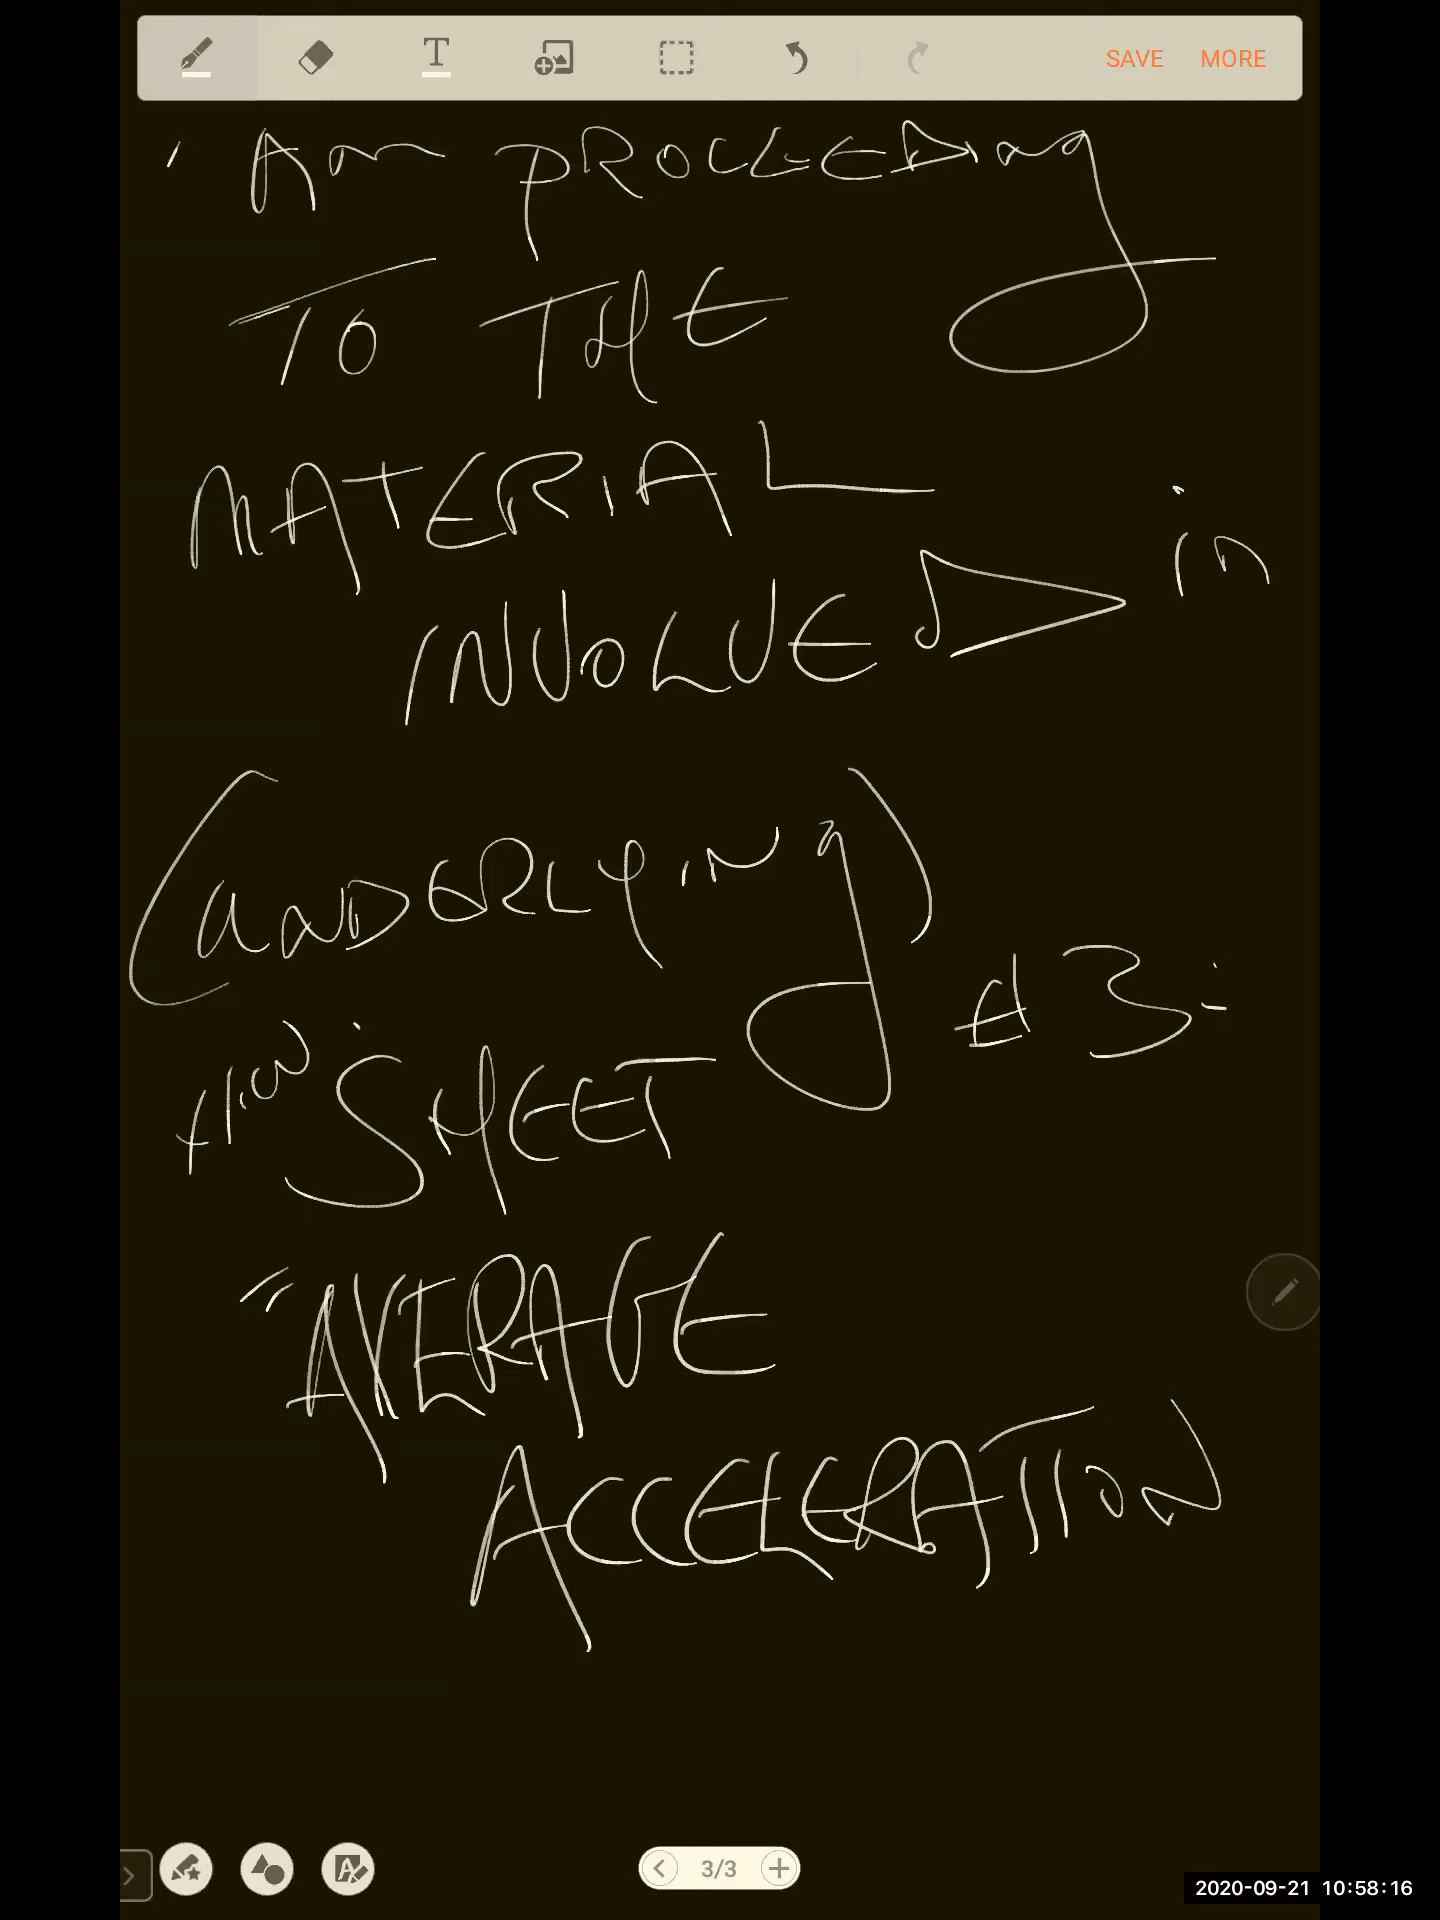 T SAVE MORE
I Am PROCEEDing
TO THE
MATERIAL
INVOLVED in
(UNDERLYINg)
#3:
SHEET
"AVERAGE
ACCELERATION
3/3
2020-09-21 10:58:16